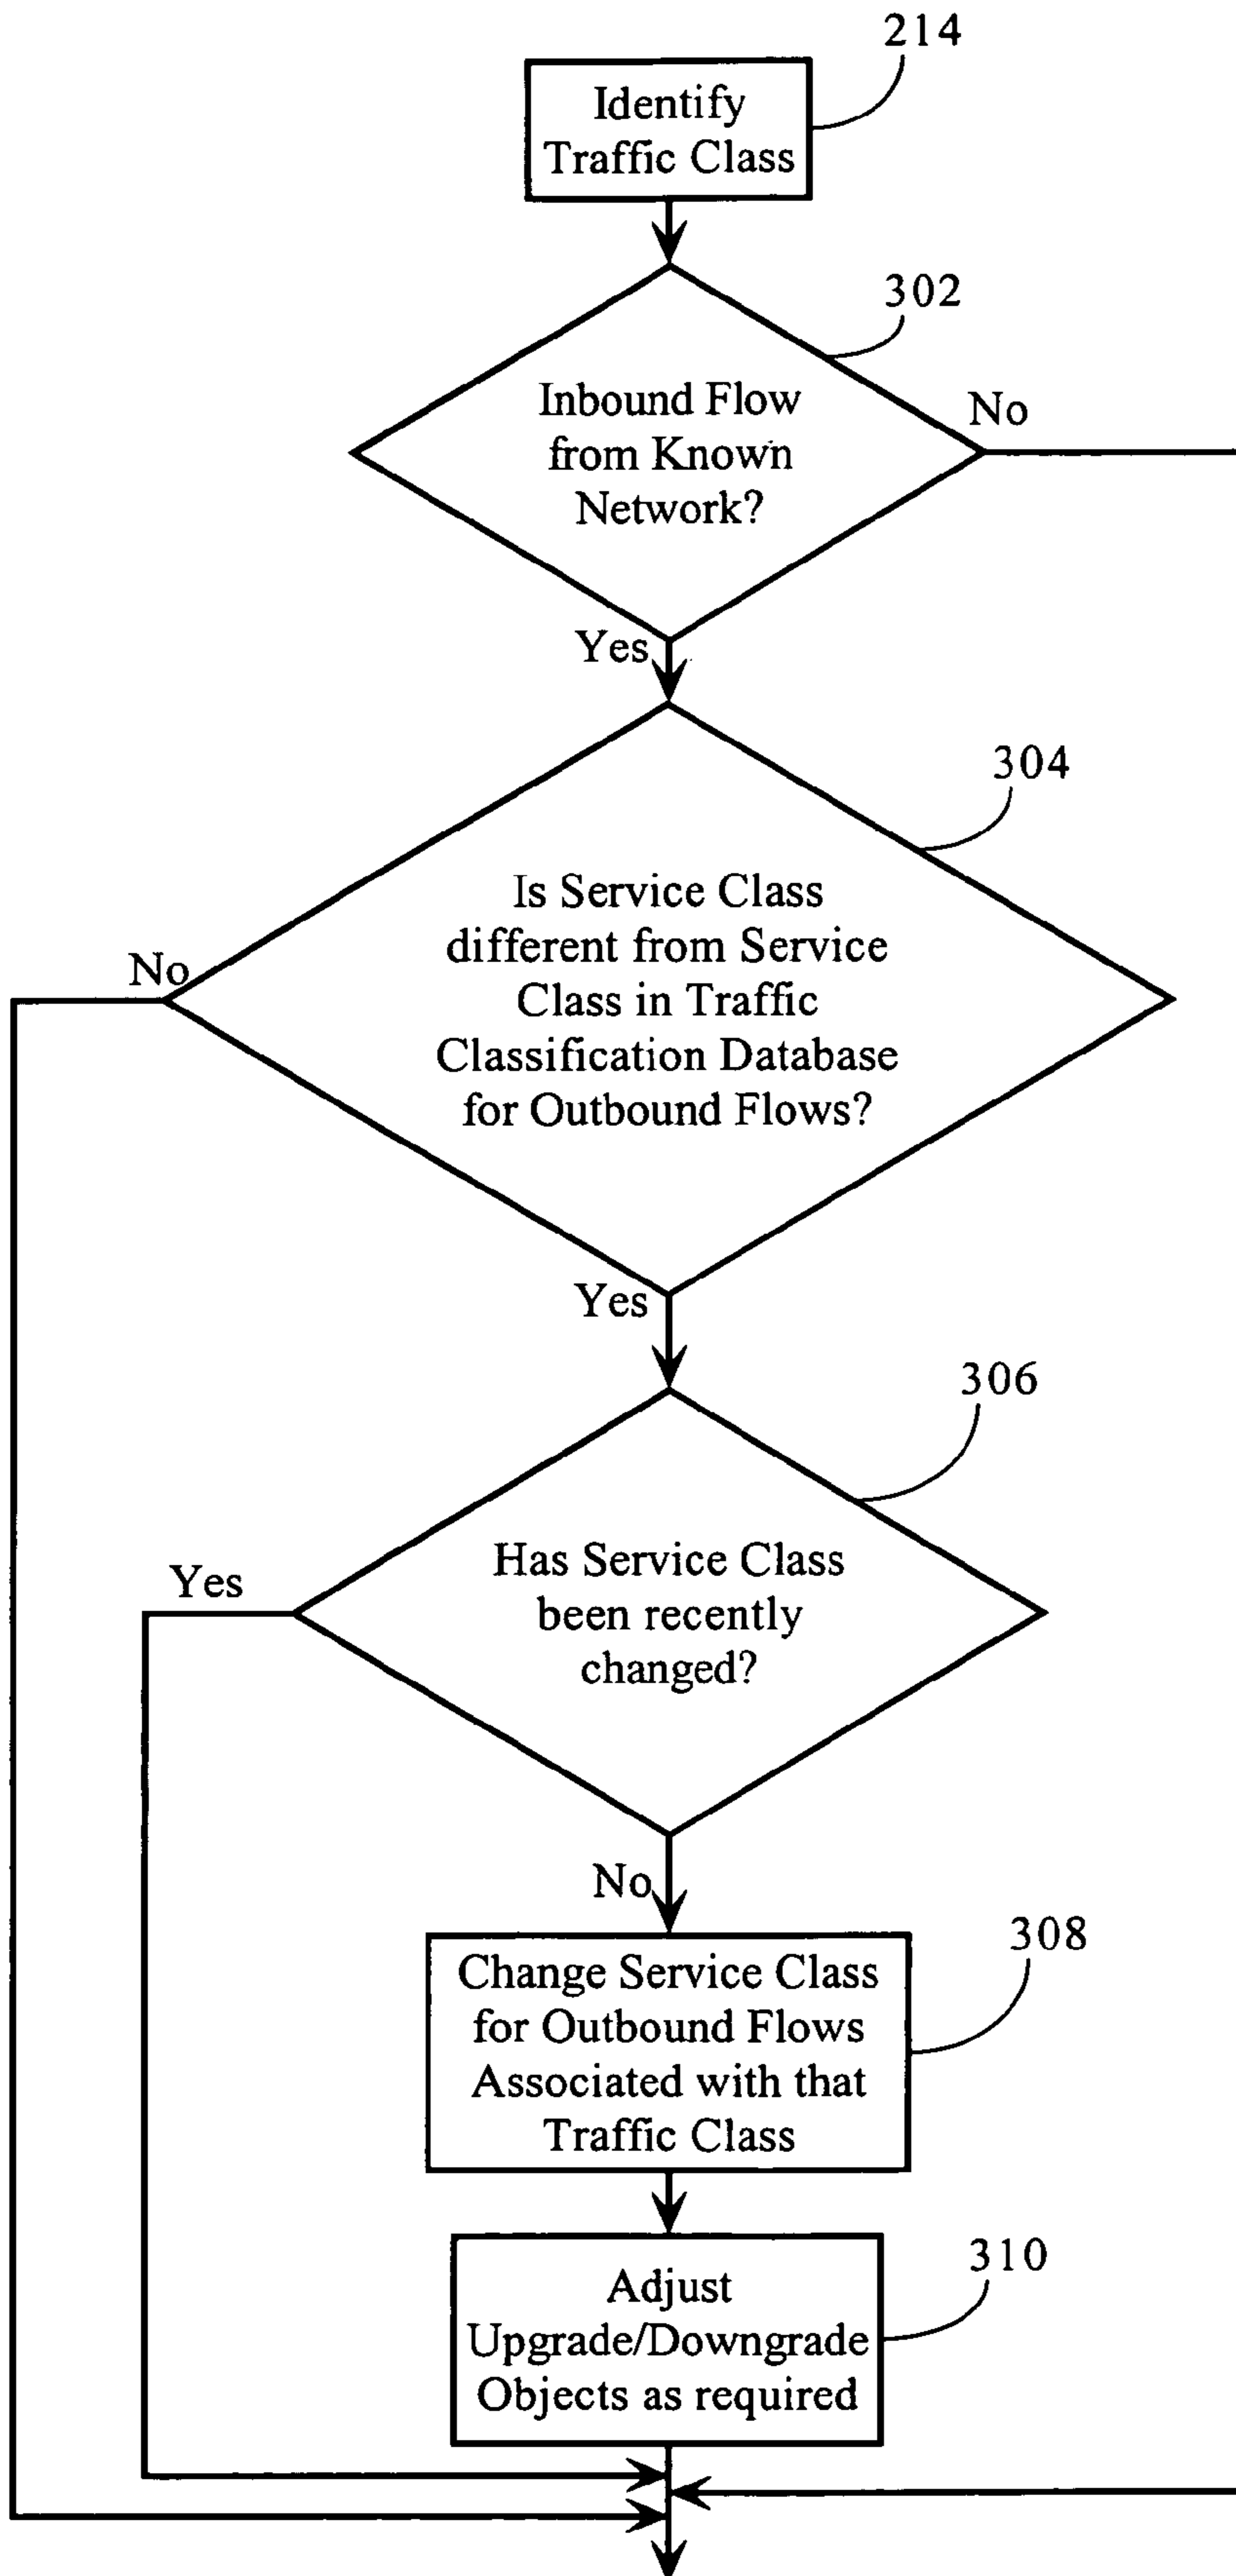 214
Identify
Traffic Class
302
Inbound Flow
from Known
Network?
No
Yes
304
Is Service Class
different from Service
Class in Traffic
Classification Database
for Outbound Flows?
No
Yes
306
Has Service Class
been recently
changed?
Yes
No
308
Change Service Class
for Outbound Flows
Associated with that
Traffic Class
310
Adjust
Upgrade/Downgrade
Objects as required